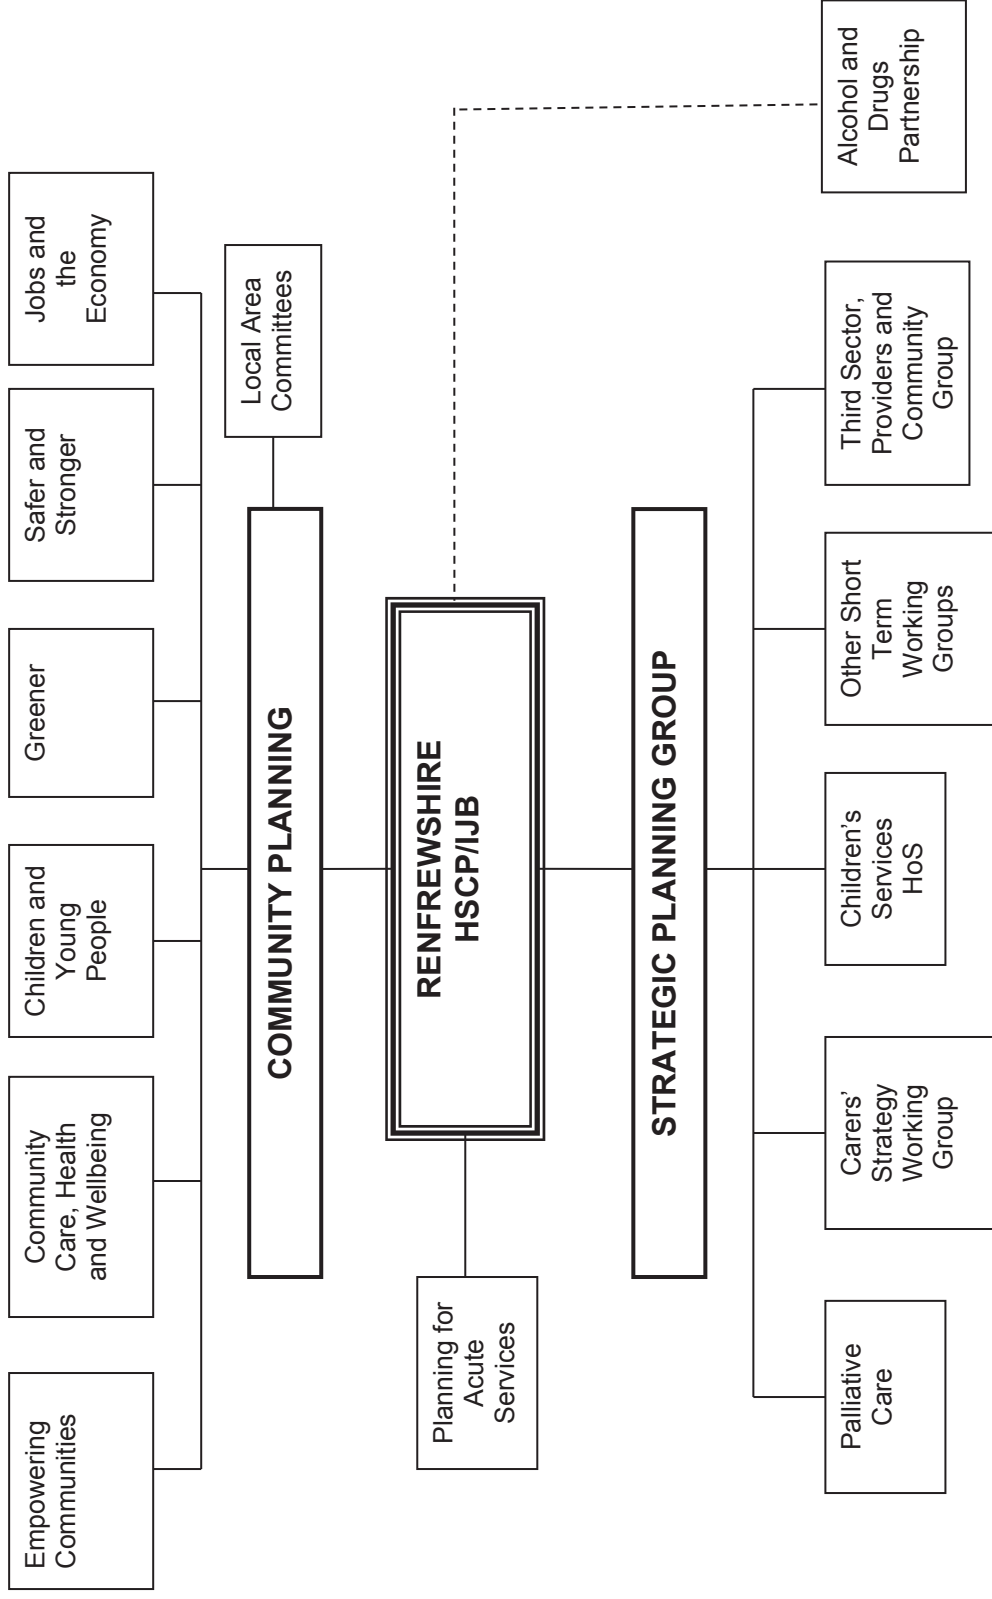 Empowering
Communities
Community
Care, Health
and Wellbeing
Children and
Young
People
Greener
Safer and
Stronger
Jobs and
the
Economy
COMMUNITY PLANNING
Local Area
Committees
Planning for
Acute
Services
RENFREWSHIRE
HSCP/IJB
STRATEGIC PLANNING GROUP
Palliative
Care
Carers’
Strategy
Working
Group
Children’s
Services
HoS
Other Short
Term
Working
Groups
Third Sector,
Providers and
Community
Group
Alcohol and
Drugs
Partnership